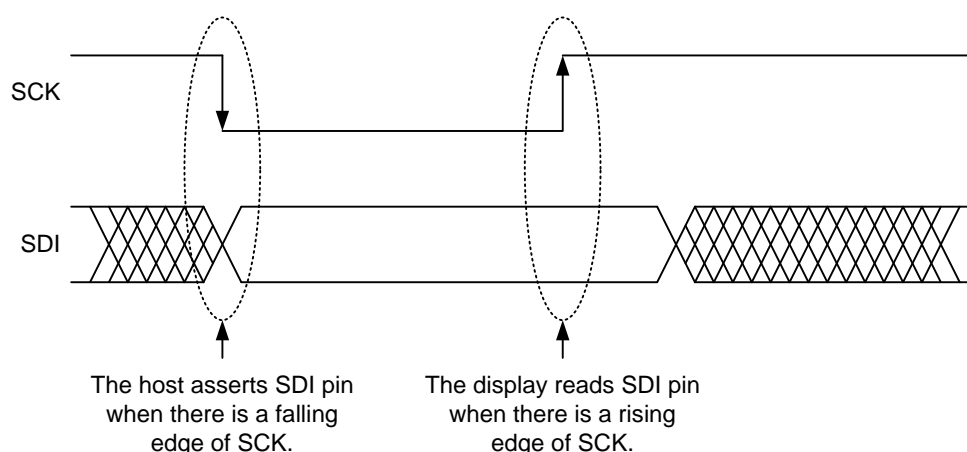 SCK
SDI
The host asserts SDI pin
when there is a falling
edge of SCK.
The display reads SDI pin
when there is a rising
edge of SCK.